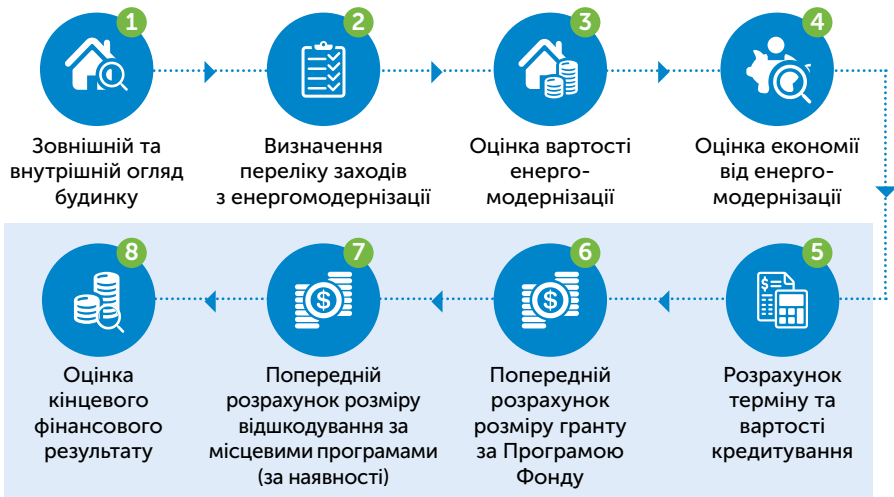 1
Зовнішній та
внутрішній огляд
будинку
2
Визначення
переліку заходів
з енергомодернізації
3
Оцінка вартості
енерго-
модернізації
4
Оцінка економії
від енерго-
модернізації
5
Розрахунок
терміну та
вартості
кредитування
6
Попередній
розрахунок
розміру гранту
за Програмою
Фонду
7
Попередній
розрахунок розміру
відшкодування за
місцевими програмами
(за наявності)
8
Оцінка
кінцевого
фінансового
результату